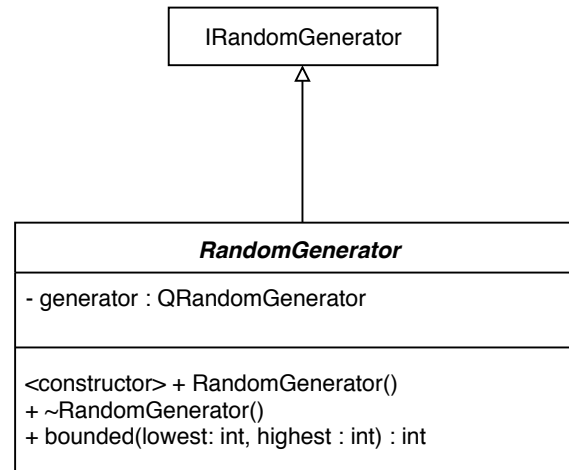 IRandomGenerator
RandomGenerator
- generator : QRandomGenerator
<constructor> + RandomGenerator()
+ ~RandomGenerator()
+ bounded(lowest: int, highest : int) : int